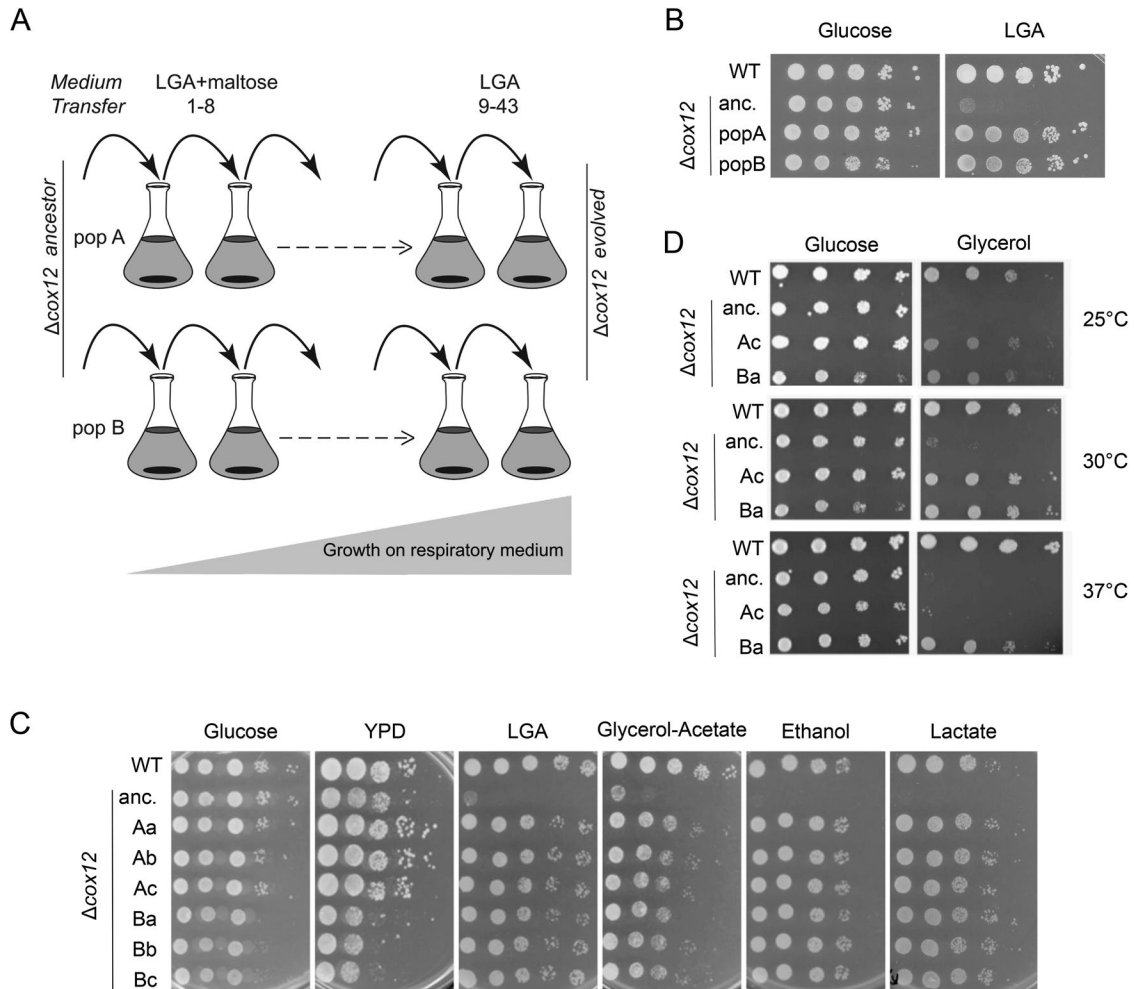 A
Medium LGA+maltose LGA
Transfer 1-8 9-43
Δcox12 ancestor
pop A
pop B
Δcox12 evolved
Growth on respiratory medium
B
Glucose LGA
WT
Δcox12
anc.
popA
popB
D
Glucose Glycerol
WT
Δcox12
anc.
Ac
Ba
25°C
WT
Δcox12
anc.
Ac
Ba
30°C
WT
Δcox12
anc.
Ac
Ba
37°C
C
Glucose YPD LGA Glycerol-Acetate Ethanol Lactate
WT
Δcox12
anc.
Aa
Ab
Ac
Ba
Bb
Bc